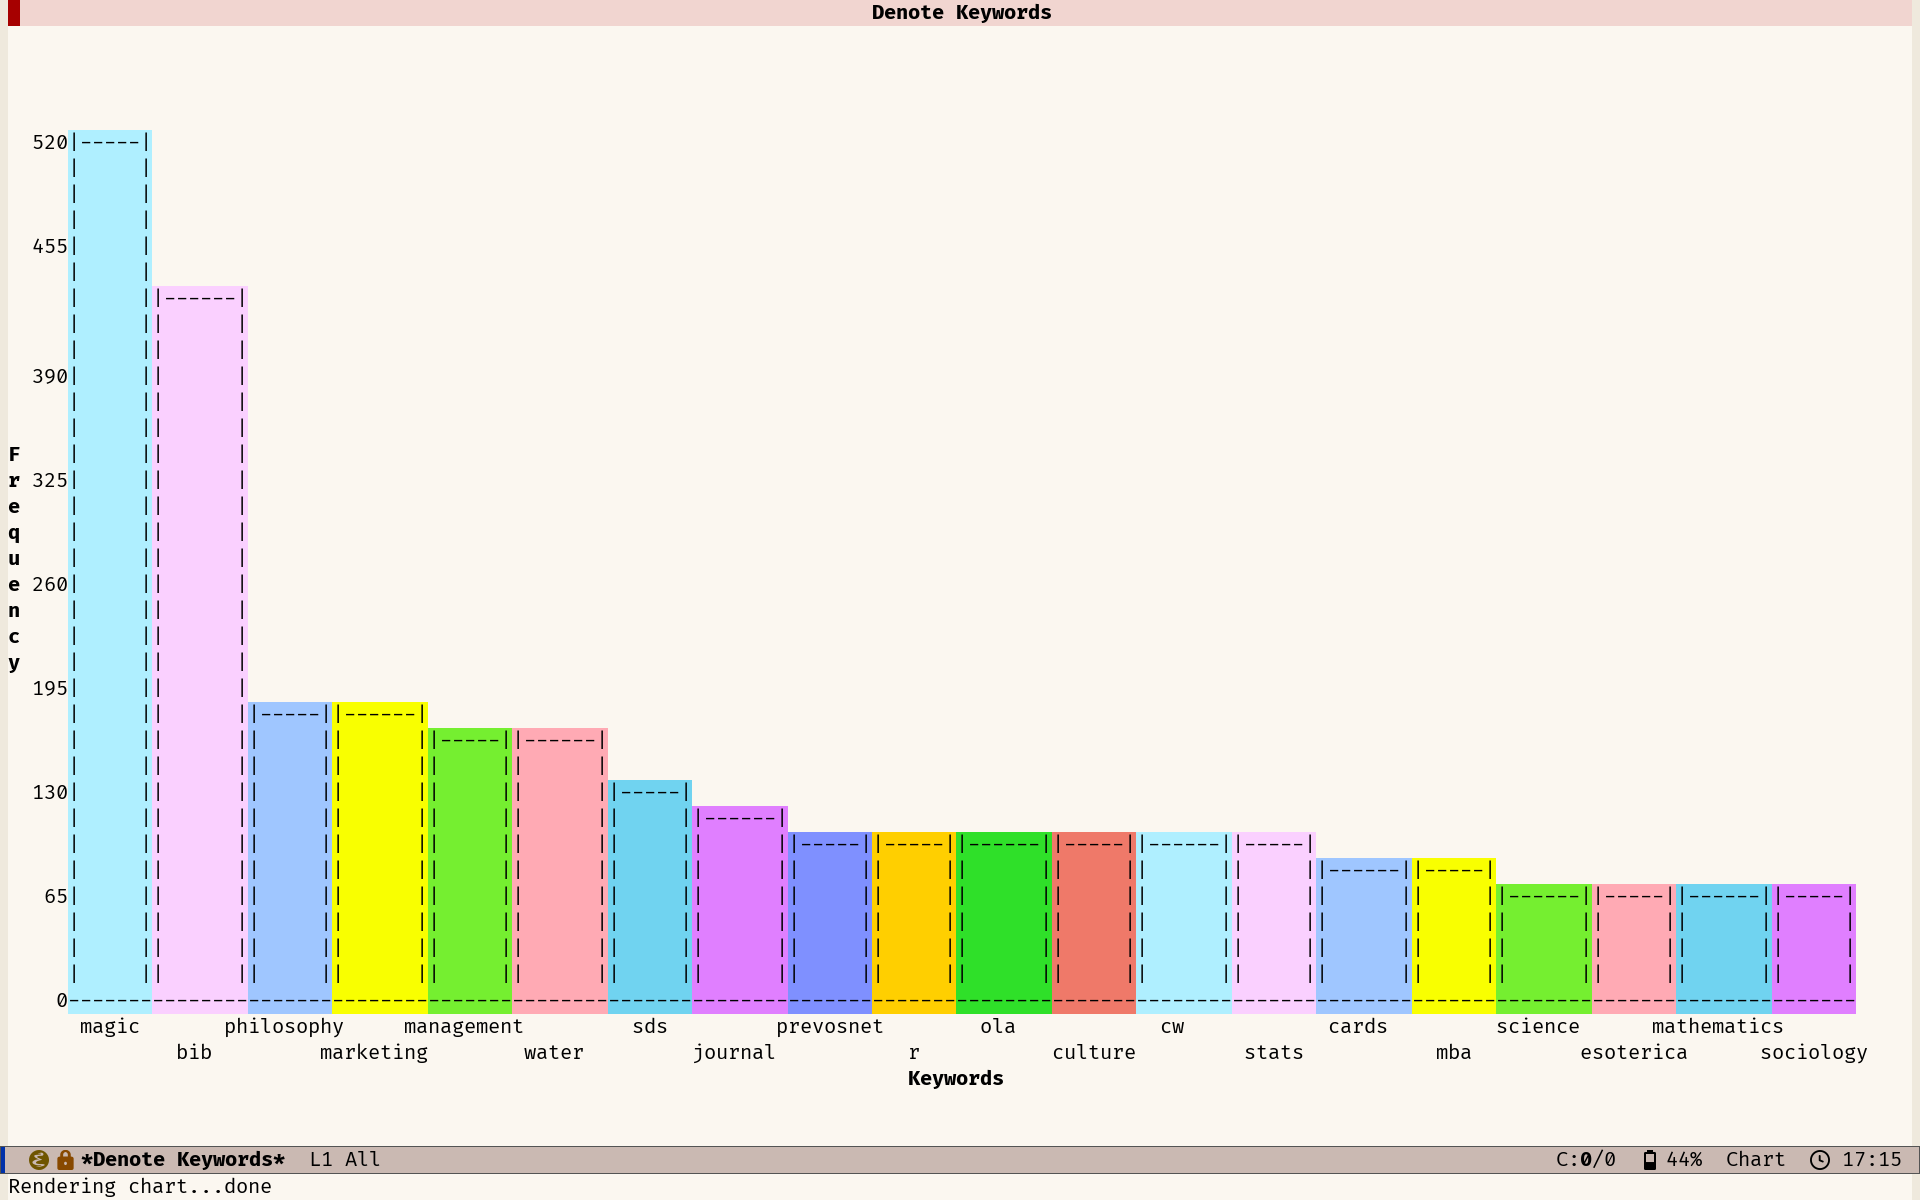 Denote Keywords
520
455
390
325
260
195
130
65
0
Frequency
magic philosophy management sds prevosnet ola cw cards science mathematics
bib marketing water journal r culture stats mba esoterica sociology
Keywords
*Denote Keywords* L1 All C:0/0 44% Chart 17:15
Rendering chart...done